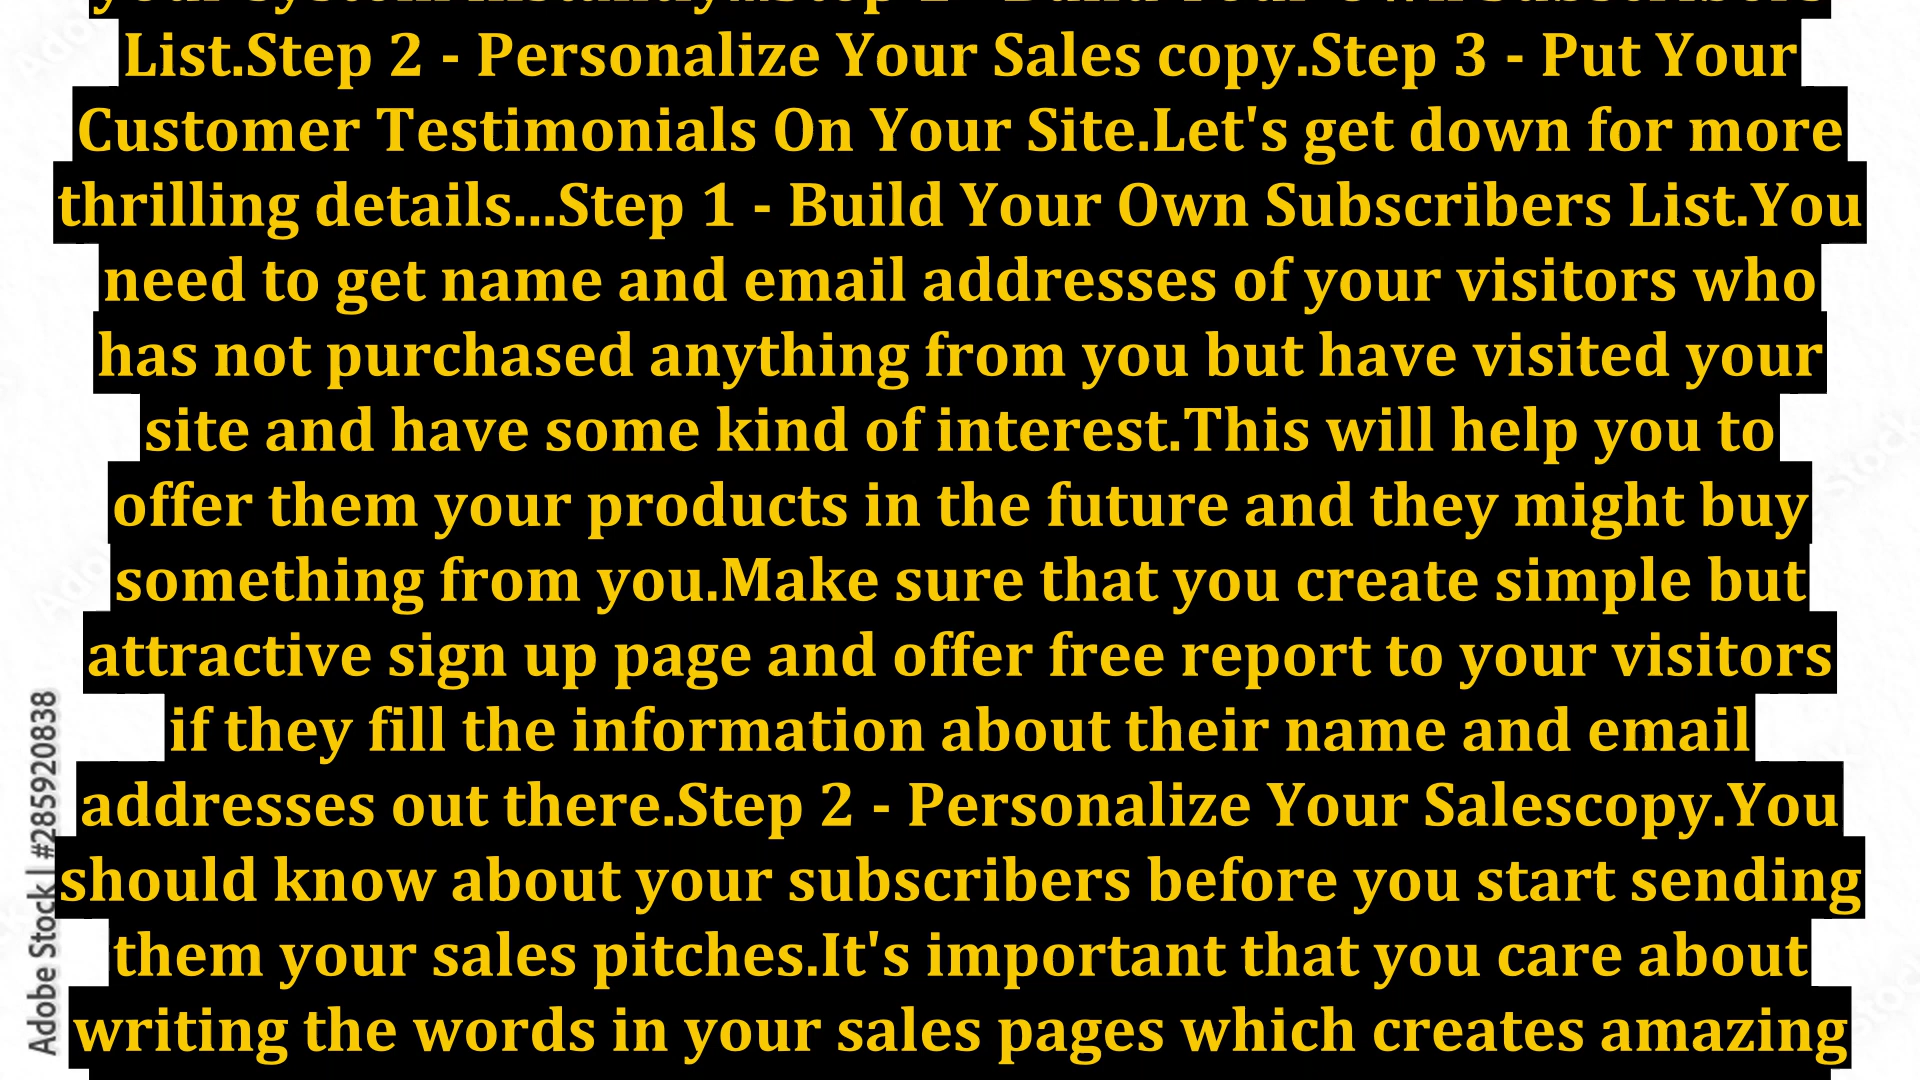 List.Step 2 - Personalize Your Sales copy.Step 3 - Put Your
Customer Testimonials On Your Site.Let's get down for more
thrilling details...Step 1 - Build Your Own Subscribers List.You
need to get name and email addresses of your visitors who
has not purchased anything from you but have visited your
site and have some kind of interest.This will help you to
offer them your products in the future and they might buy
something from you.Make sure that you create simple but
attractive sign up page and offer free report to your visitors
if they fill the information about their name and email
addresses out there.Step 2 - Personalize Your Salescopy.You
should know about your subscribers before you start sending
them your sales pitches.It's important that you care about
writing the words in your sales pages which creates amazing
Adobe Stock | #285920838